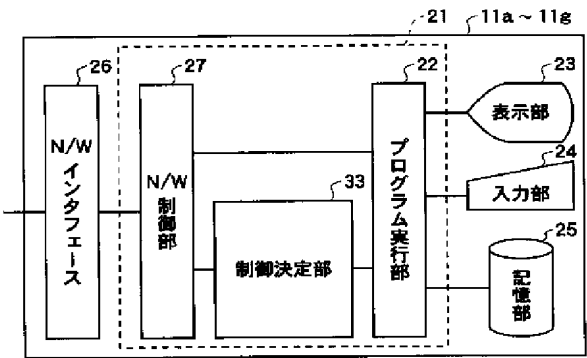 21
11a～11g
26
N/W
インタフェース
27
N/W
制御部
33
制御決定部
22
プログラム実行部
23
表示部
24
入力部
25
記憶部